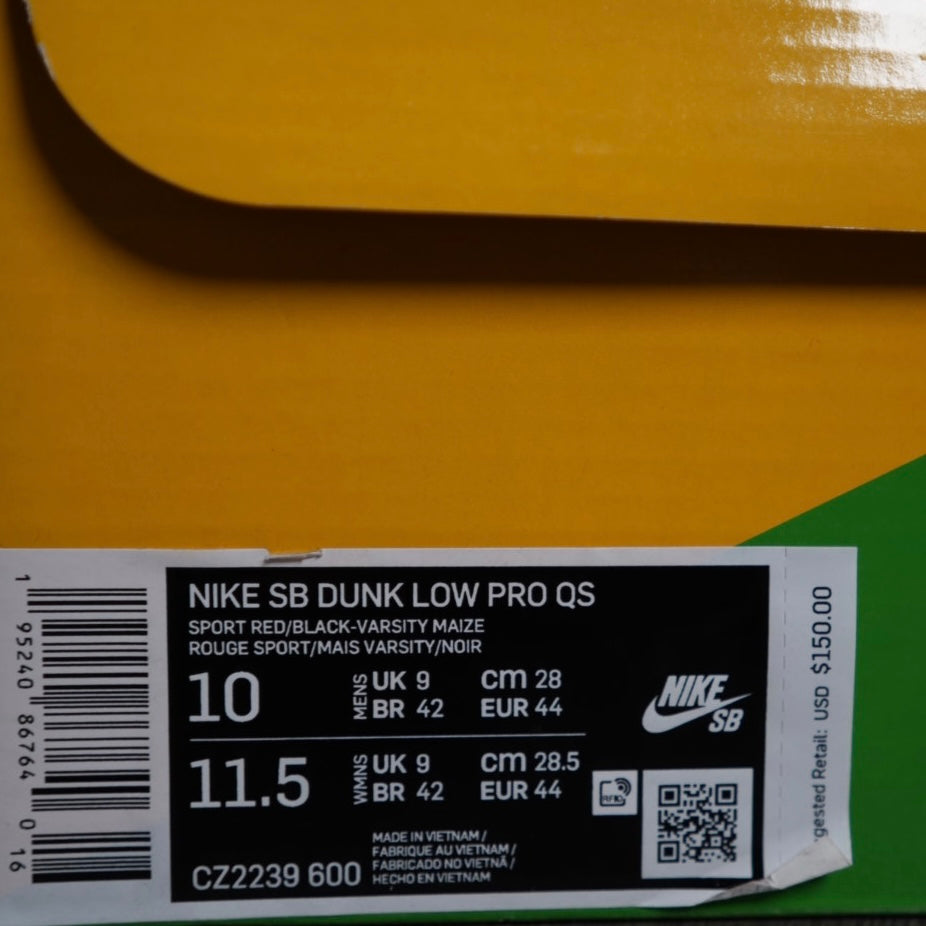 NIKE SB DUNK LOW PRO QS
SPORT RED/BLACK-VARSITY MAIZE
ROUGE SPORT/MAIS VARSITY/NOIR
10 MENS UK 9 cm 28
BR 42 EUR 44
NIKE
SB
11.5 WMNS UK 9 cm 28.5
BR 42 EUR 44
RFID
MADE IN VIETNAM /
FABRIQUE AU VIETNAM /
FABRICADO NO VIETNÃ /
HECHO EN VIETNAM
CZ2239 600
1 95240 86764 0 16
Retail: USD $150.00